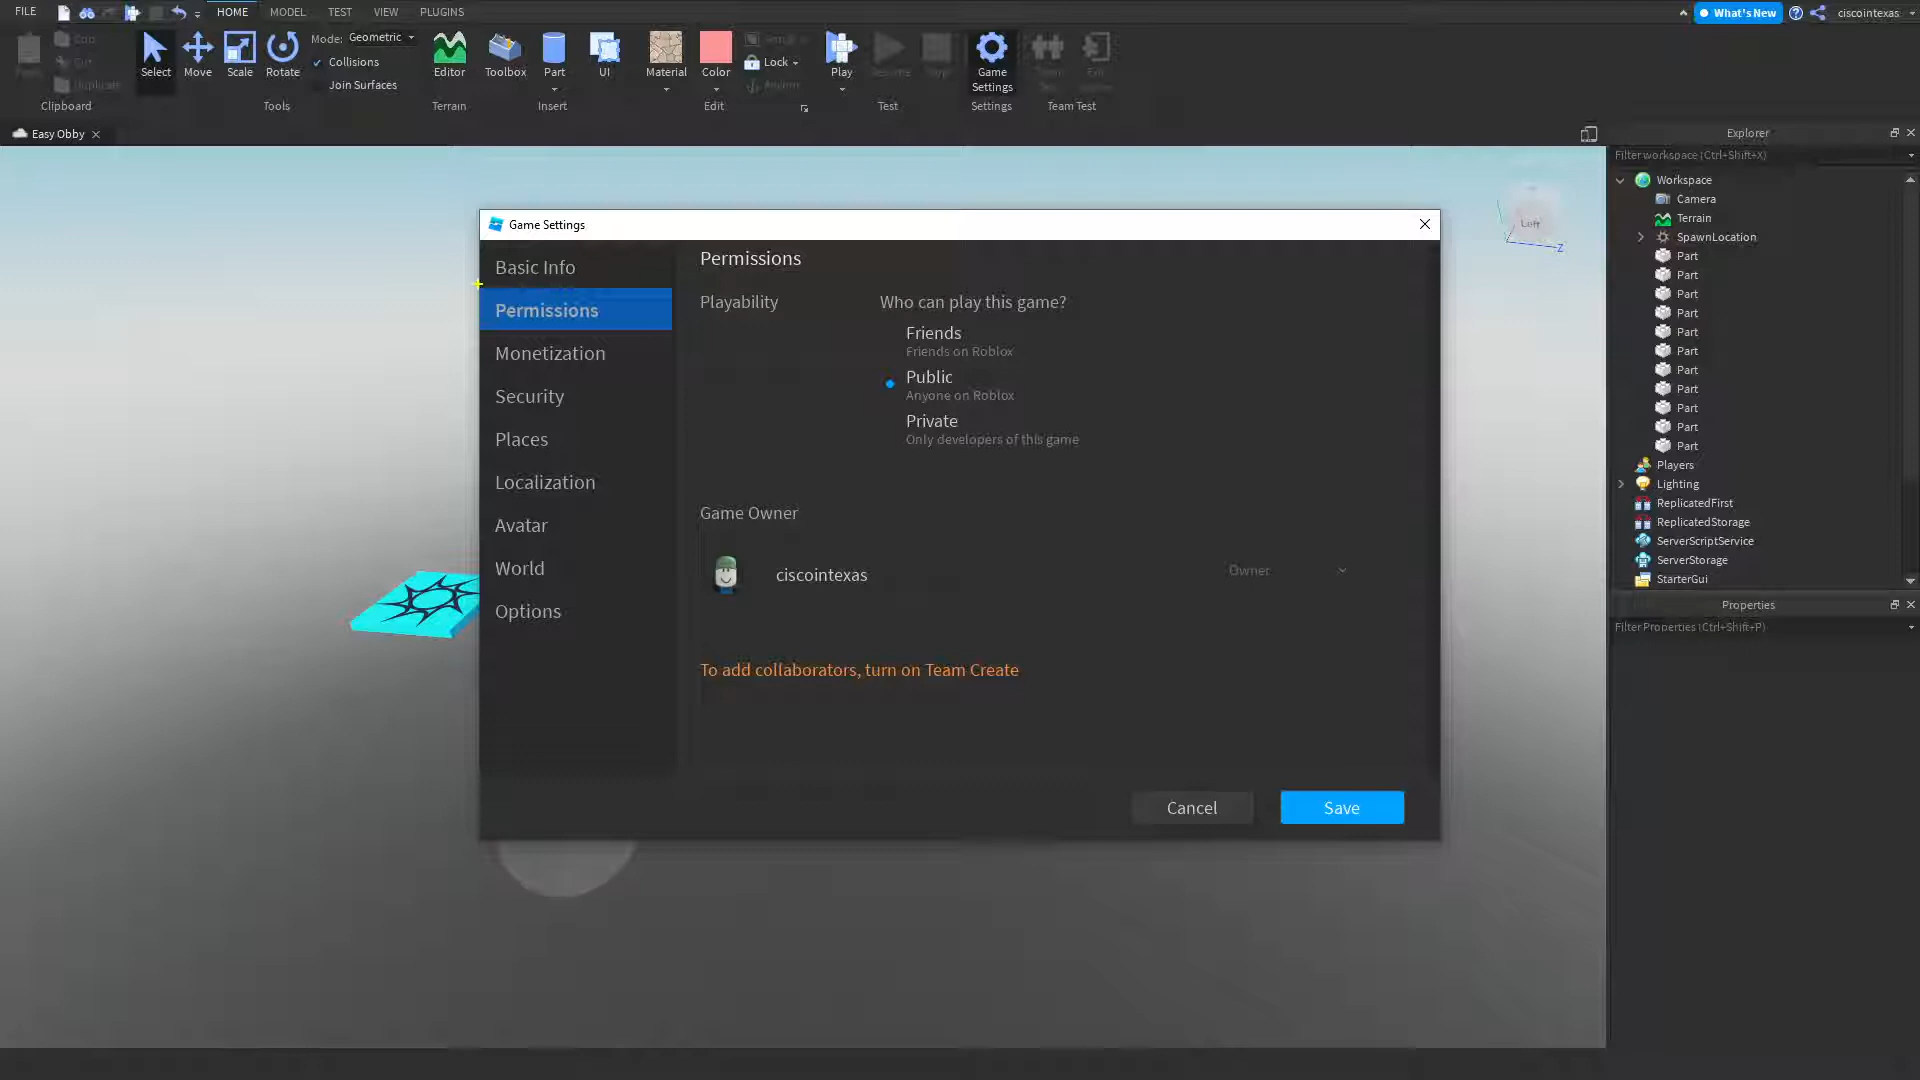 FILE HOME MODEL TEST VIEW PLUGINS What's New ciscointexas
Mode: Geometric
Duplicate
Collisions
Lock
Select Move Scale Rotate Editor Toolbox Part UI Material Color Play Game
Settings
Join Surfaces
Clipboard Tools Terrain Insert Edit Test Settings Team Test
Easy Obby
Explorer
Filter workspace (Ctrl+Shift+X)
Workspace
Camera
Terrain
SpawnLocation
Part
Part
Part
Part
Part
Part
Part
Part
Part
Part
Part
Players
Lighting
ReplicatedFirst
ReplicatedStorage
ServerScriptService
ServerStorage
StarterGui
Properties
Filter Properties (Ctrl+Shift+P)
Left
Z
Game Settings
Basic Info
Permissions
Monetization
Security
Places
Localization
Avatar
World
Options
Permissions
Playability
Who can play this game?
Friends
Friends on Roblox
Public
Anyone on Roblox
Private
Only developers of this game
Game Owner
ciscointexas Owner
To add collaborators, turn on Team Create
Cancel Save